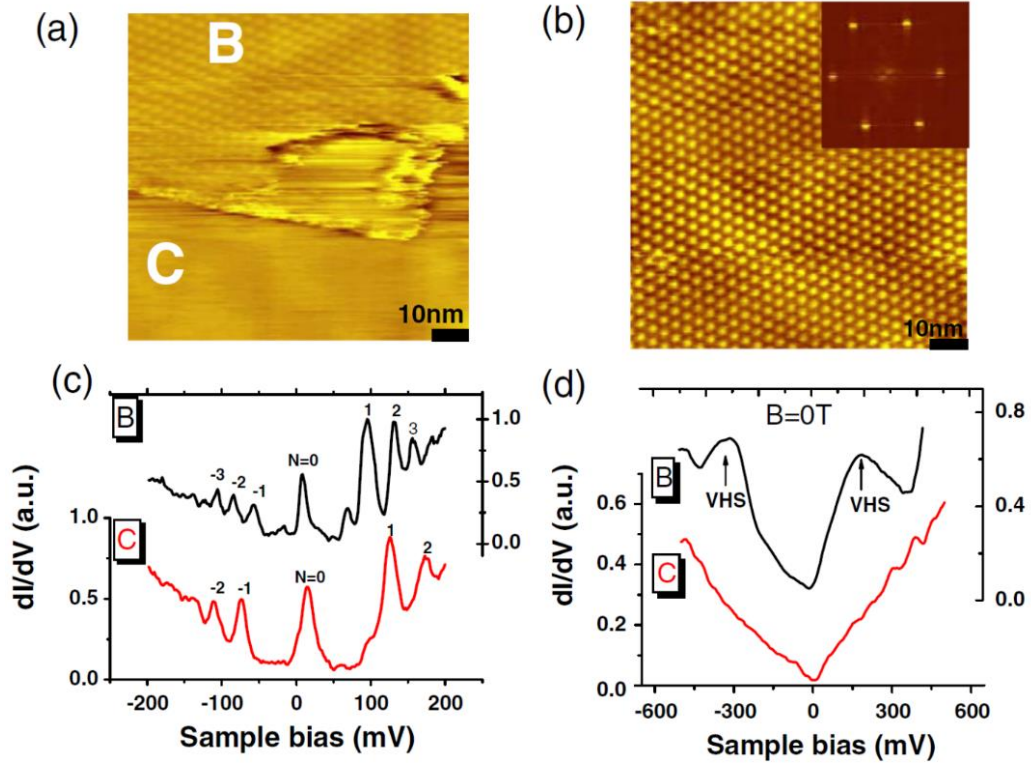 (a)
B
C
10nm
(b)
10nm
(c)
B
-3
-2
-1
N=0
1
2
3
1.0
0.5
0.0
C
-2
-1
N=0
1
2
1.0
0.5
0.0
dI/dV (a.u.)
-200
-100
0
100
200
Sample bias (mV)
(d)
B=0T
B
VHS
VHS
0.8
0.4
0.0
C
0.6
0.4
0.2
0.0
dI/dV (a.u.)
-600
-300
0
300
600
Sample bias (mV)